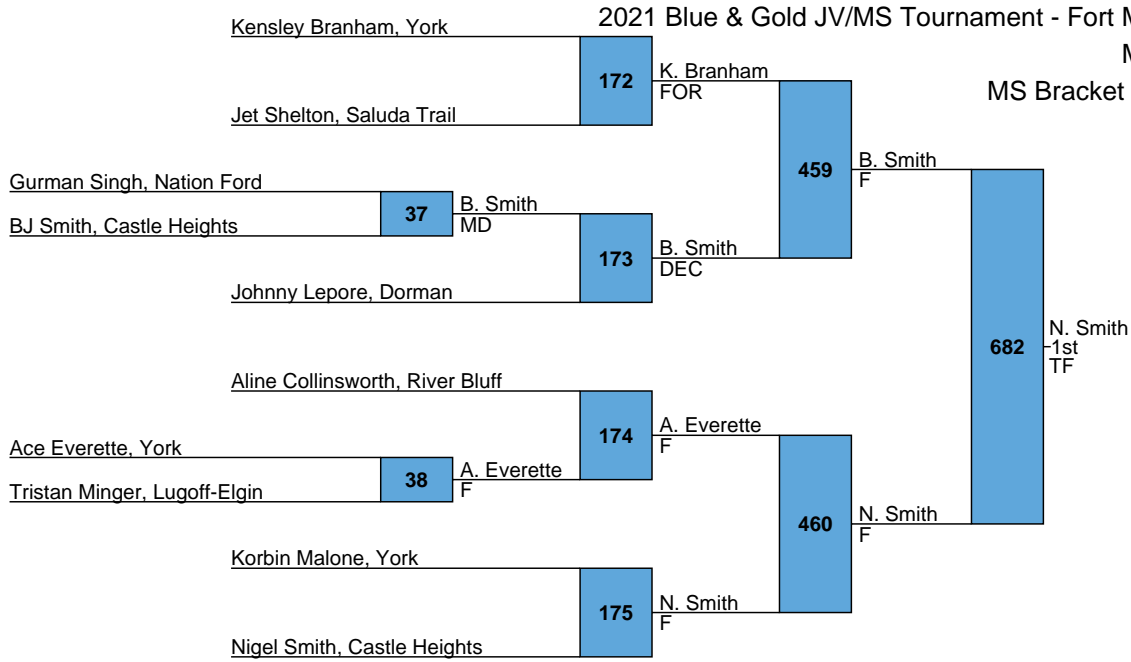 2021 Blue & Gold JV/MS Tournament - Fort M
M
MS Bracket
Kensley Branham, York
172
K. Branham
FOR
Jet Shelton, Saluda Trail
459
B. Smith
F
Gurman Singh, Nation Ford
37
B. Smith
MD
BJ Smith, Castle Heights
173
B. Smith
DEC
Johnny Lepore, Dorman
682
N. Smith
1st
TF
Aline Collinsworth, River Bluff
174
A. Everette
F
Ace Everette, York
38
A. Everette
F
Tristan Minger, Lugoff-Elgin
460
N. Smith
F
Korbin Malone, York
175
N. Smith
F
Nigel Smith, Castle Heights